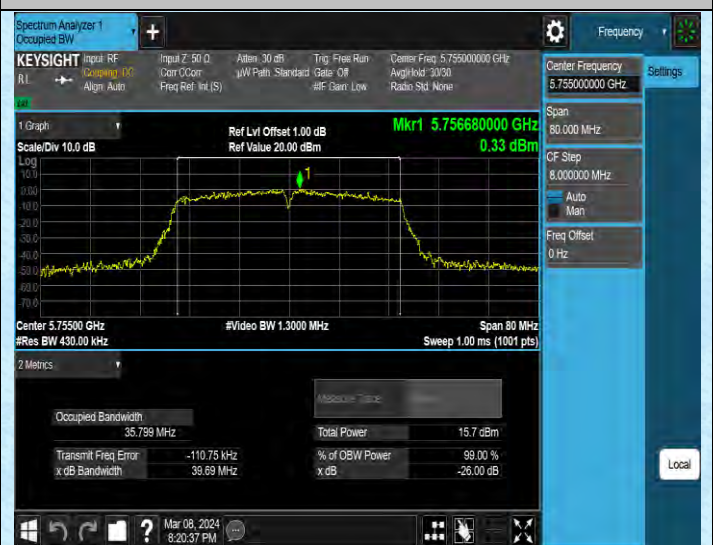 Spectrum Analyzer 1
Occupied BW
+
Frequency
KEYSIGHT Input: RF
RL
Coupling: DC
Align: Auto
Input Z: 50 Ω
Corr CCorr
Freq Ref: Int (S)
Atten: 30 dB
µW Path: Standard
Trig: Free Run
Gate: Off
#IF Gain: Low
Center Freq: 5.755000000 GHz
Avg|Hold: 30/30
Radio Std: None
Center Frequency
5.755000000 GHz
Settings
Span
80.000 MHz
CF Step
8.000000 MHz
Auto
Man
Freq Offset
0 Hz
1 Graph
Scale/Div 10.0 dB
Ref Lvl Offset 1.00 dB
Ref Value 20.00 dBm
Mkr1 5.756680000 GHz
0.33 dBm
Log
10.0
0.00
-10.0
-20.0
-30.0
-40.0
-50.0
-60.0
-70.0
1
Center 5.75500 GHz
#Res BW 430.00 kHz
#Video BW 1.3000 MHz
Span 80 MHz
Sweep 1.00 ms (1001 pts)
2 Metrics
Measure Trace
Occupied Bandwidth
35.799 MHz
Total Power 15.7 dBm
Transmit Freq Error -110.75 kHz
% of OBW Power 99.00 %
x dB Bandwidth 39.69 MHz
x dB -26.00 dB
Local
?
Mar 08, 2024
8:20:37 PM